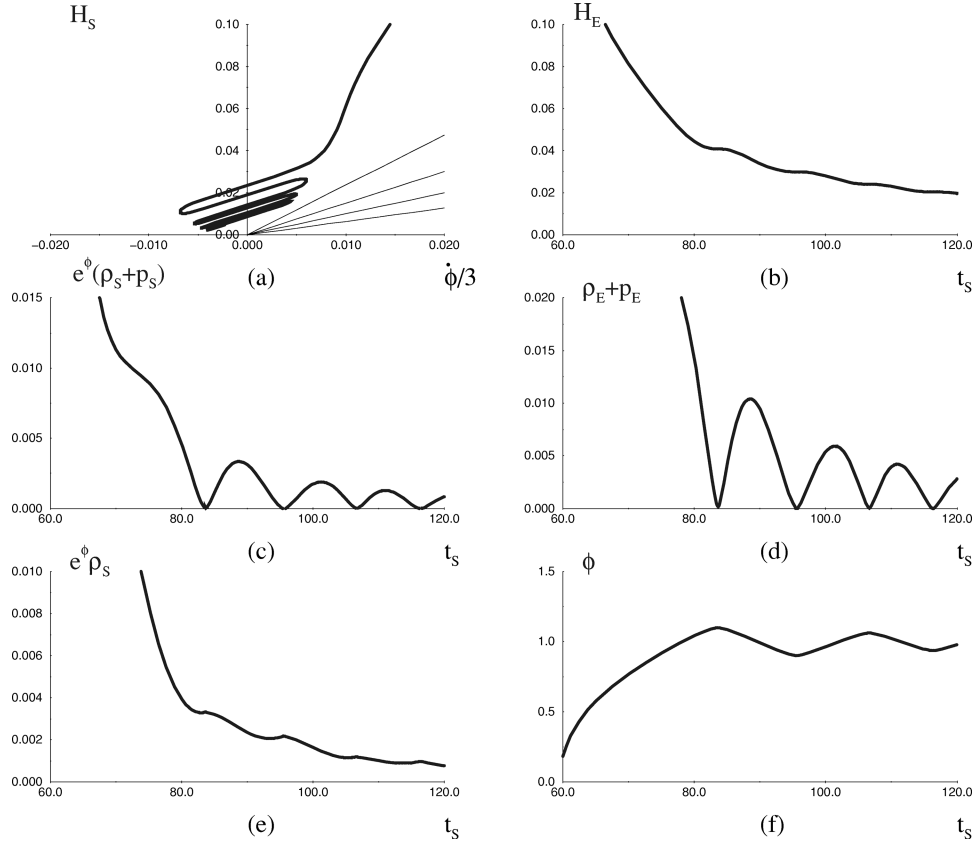 H_S
0.10
0.08
0.06
0.04
0.02
0.00
−0.020 −0.010 0.000 0.010 0.020
(a)
ϕ̇/3
H_E
0.10
0.08
0.06
0.04
0.02
0.00
60.0 80.0 100.0 120.0
(b)
t_S
e^ϕ(ρ_S+p_S)
0.015
0.010
0.005
0.000
60.0 80.0 100.0 120.0
(c)
t_S
ρ_E+p_E
0.020
0.015
0.010
0.005
0.000
60.0 80.0 100.0 120.0
(d)
t_S
e^ϕρ_S
0.010
0.008
0.006
0.004
0.002
0.000
60.0 80.0 100.0 120.0
(e)
t_S
ϕ
1.5
1.0
0.5
0.0
60.0 80.0 100.0 120.0
(f)
t_S